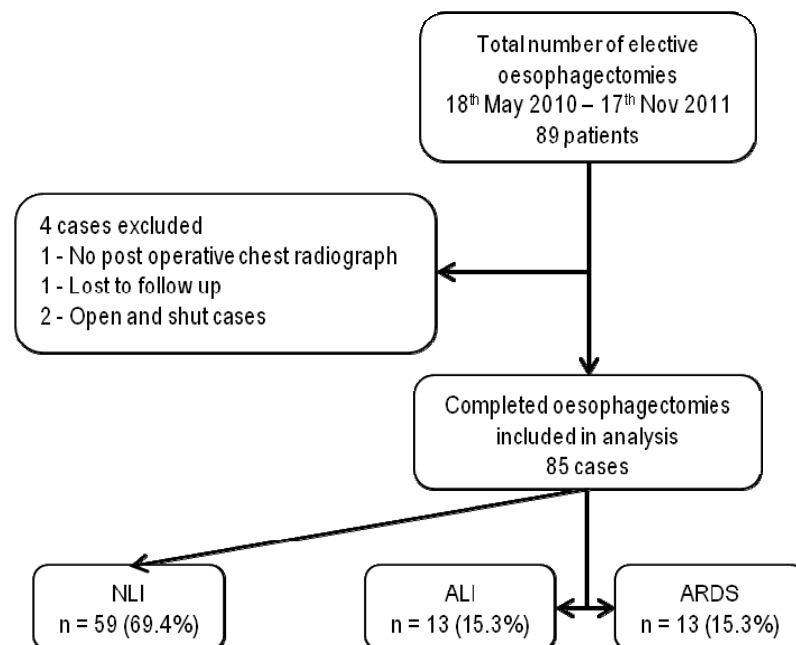 Total number of elective
oesophagectomies
18th May 2010 – 17th Nov 2011
89 patients
4 cases excluded
1 - No post operative chest radiograph
1 - Lost to follow up
2 - Open and shut cases
Completed oesophagectomies
included in analysis
85 cases
NLI
n = 59 (69.4%)
ALI
n = 13 (15.3%)
ARDS
n = 13 (15.3%)